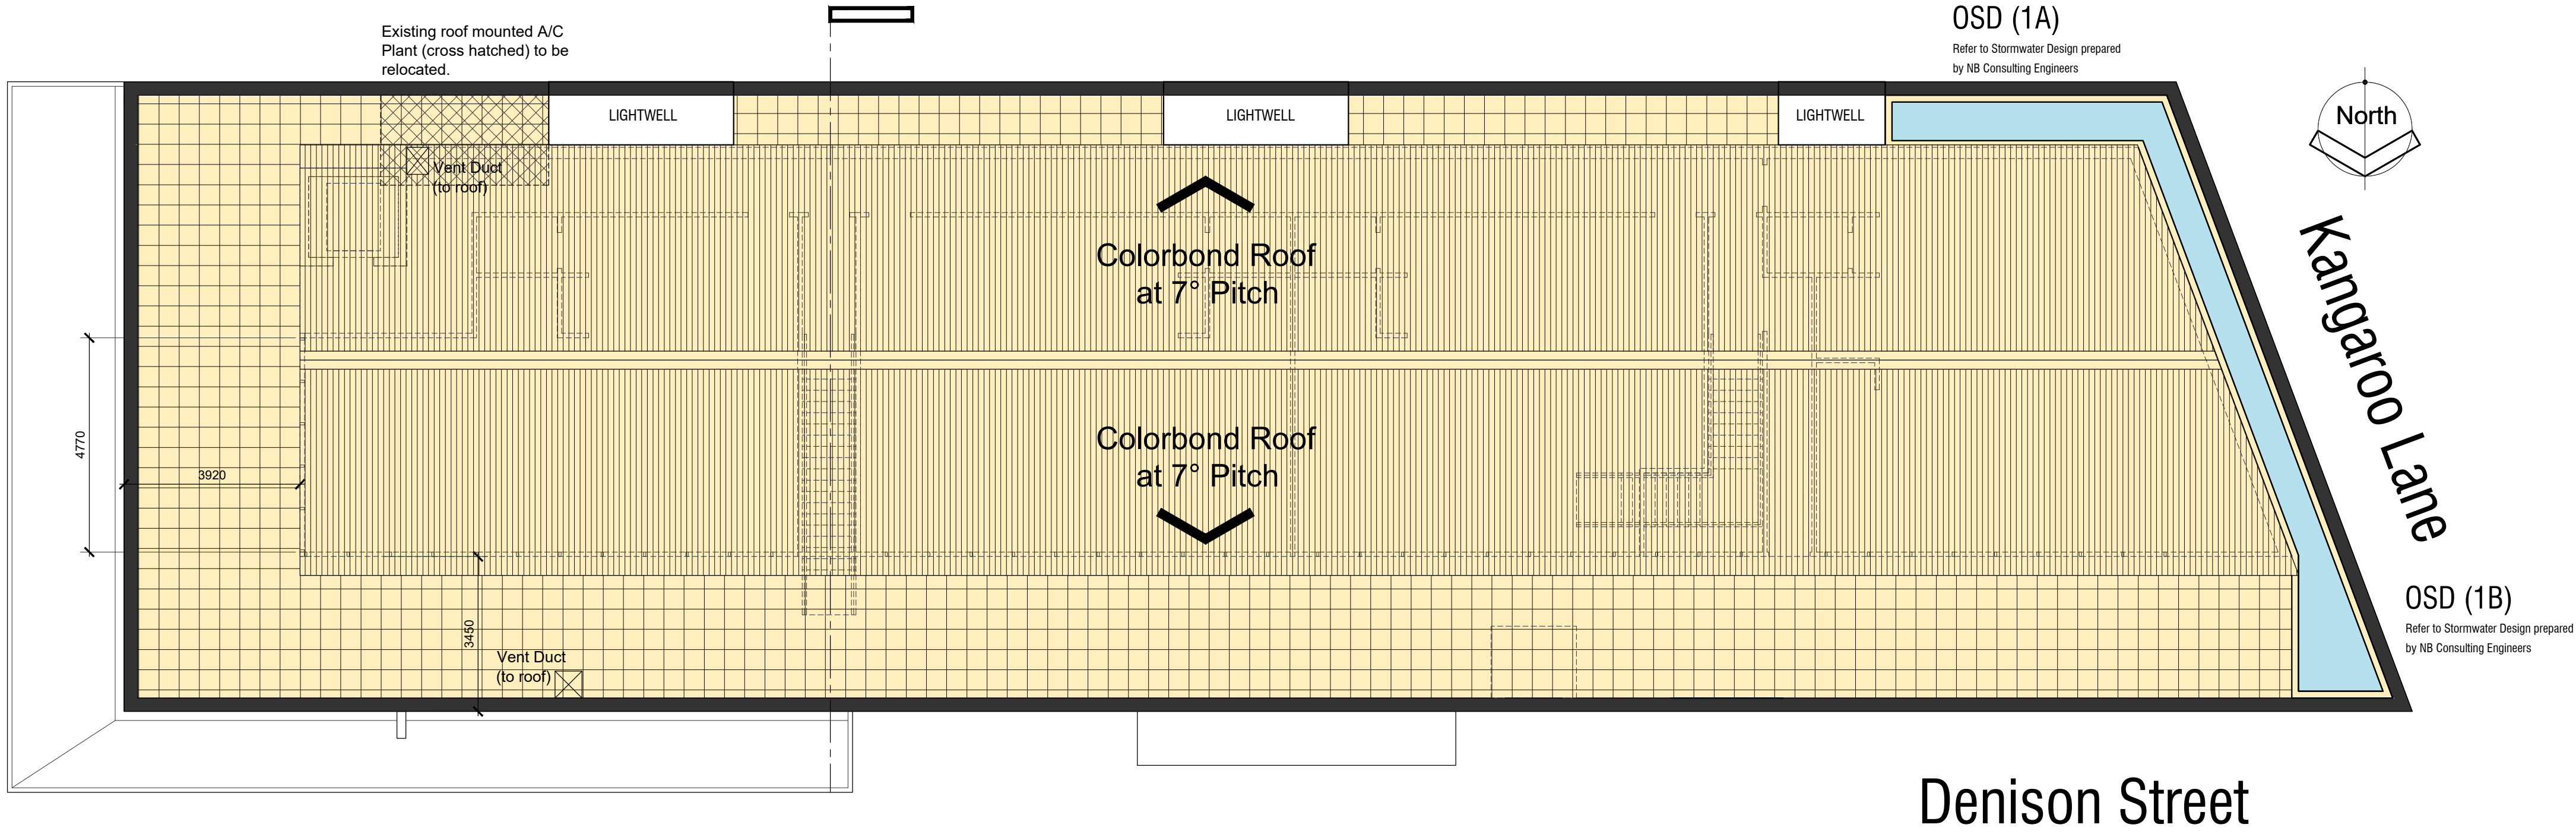 Existing roof mounted A/C
Plant (cross hatched) to be
relocated.
OSD (1A)
Refer to Stormwater Design prepared
by NB Consulting Engineers
LIGHTWELL
LIGHTWELL
LIGHTWELL
North
Vent Duct
(to roof)
Colorbond Roof
at 7° Pitch
Kangaroo Lane
4770
3920
Colorbond Roof
at 7° Pitch
3450
Vent Duct
(to roof)
OSD (1B)
Refer to Stormwater Design prepared
by NB Consulting Engineers
Denison Street